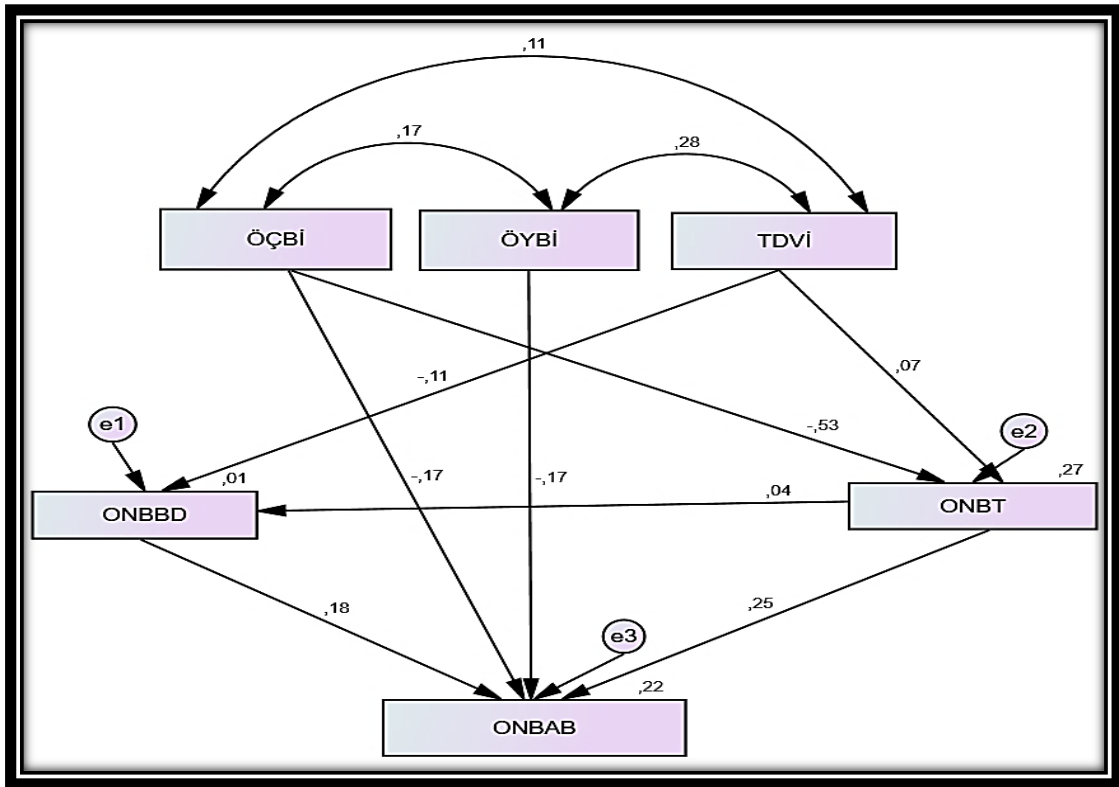 ,11
,17
,28
ÖÇBİ
ÖYBİ
TDVİ
-,11
,07
e1
-,53
e2
,01
-,17
-,17
,27
ONBBD
,04
ONBT
,18
,25
e3
,22
ONBAB